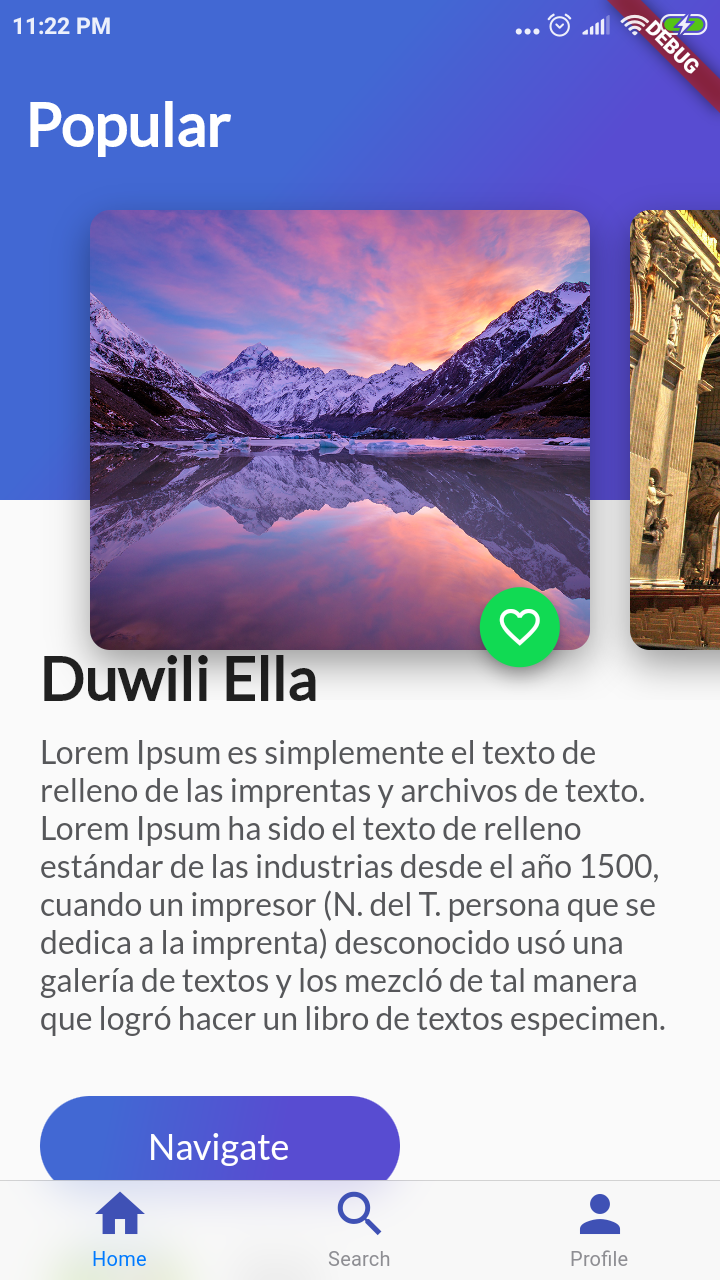 11:22 PM
DEBUG
Popular
Duwili Ella
Lorem Ipsum es simplemente el texto de
relleno de las imprentas y archivos de texto.
Lorem Ipsum ha sido el texto de relleno
estándar de las industrias desde el año 1500,
cuando un impresor (N. del T. persona que se
dedica a la imprenta) desconocido usó una
galería de textos y los mezcló de tal manera
que logró hacer un libro de textos especimen.
Navigate
Home
Search
Profile